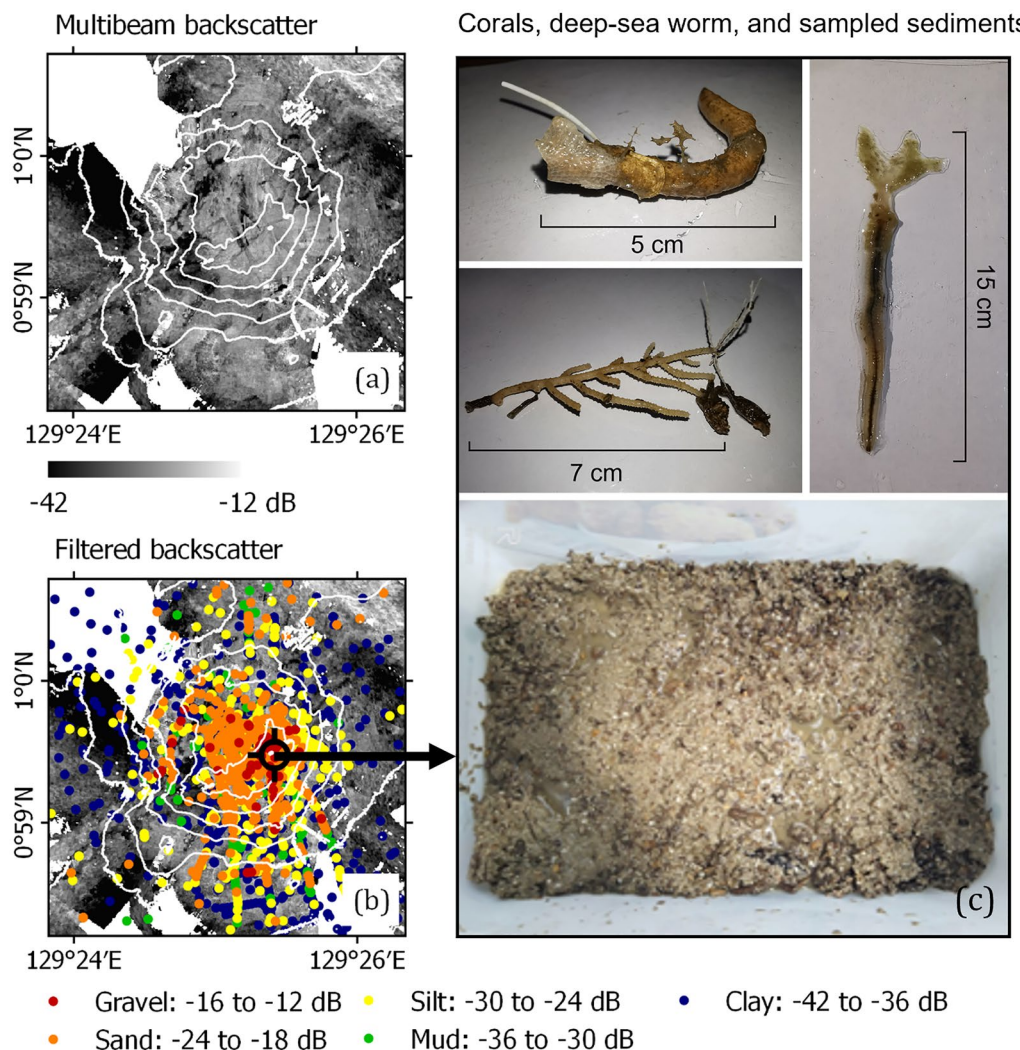 Multibeam backscatter
1°0′N
0°59′N
(a)
129°24′E
129°26′E
-42
-12 dB
Filtered backscatter
1°0′N
0°59′N
(b)
129°24′E
129°26′E
Corals, deep-sea worm, and sampled sediments
5 cm
7 cm
15 cm
(c)
Gravel: -16 to -12 dB
Silt: -30 to -24 dB
Clay: -42 to -36 dB
Sand: -24 to -18 dB
Mud: -36 to -30 dB